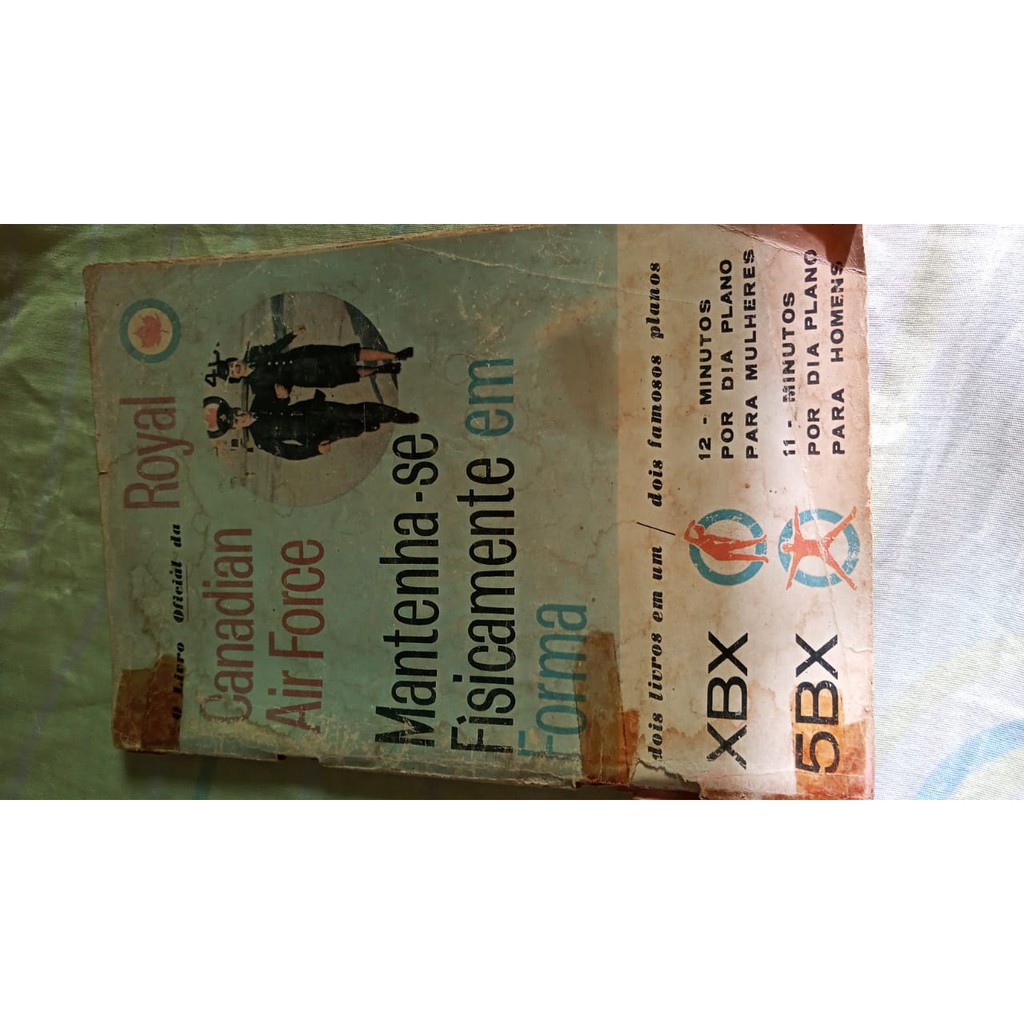 O Livro Oficial da
Royal
Canadian
Air Force
Mantenha-se
Fìsicamente em
Forma
dois livros em um / dois famosos planos
XBX
12 - MINUTOS
POR DIA PLANO
PARA MULHERES
5BX
11 - MINUTOS
POR DIA PLANO
PARA HOMENS